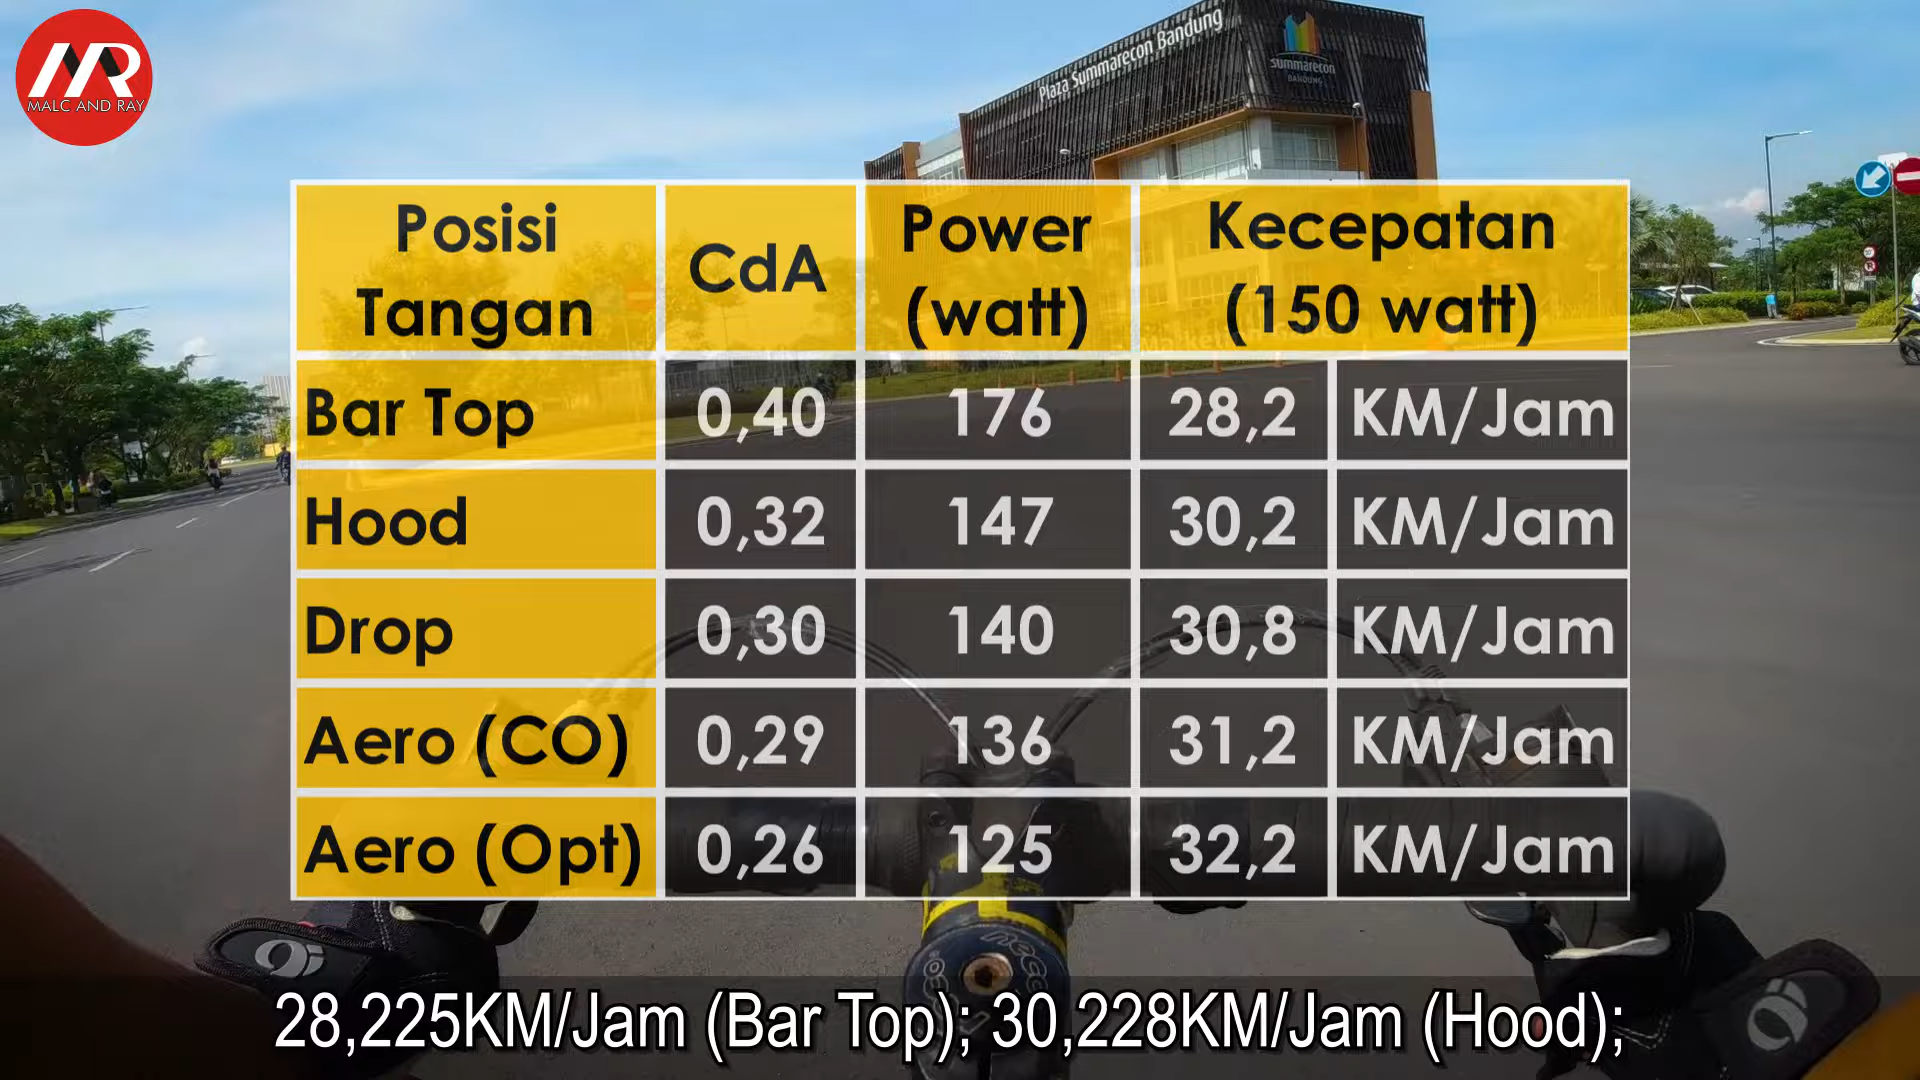 MR
MALC AND RAY
Plaza Summarecon Bandung
summarecon
BANDUNG
Posisi Tangan
CdA
Power (watt)
Kecepatan (150 watt)
Bar Top 0,40 176 28,2 KM/Jam
Hood 0,32 147 30,2 KM/Jam
Drop 0,30 140 30,8 KM/Jam
Aero (CO) 0,29 136 31,2 KM/Jam
Aero (Opt) 0,26 125 32,2 KM/Jam
28,225KM/Jam (Bar Top); 30,228KM/Jam (Hood);